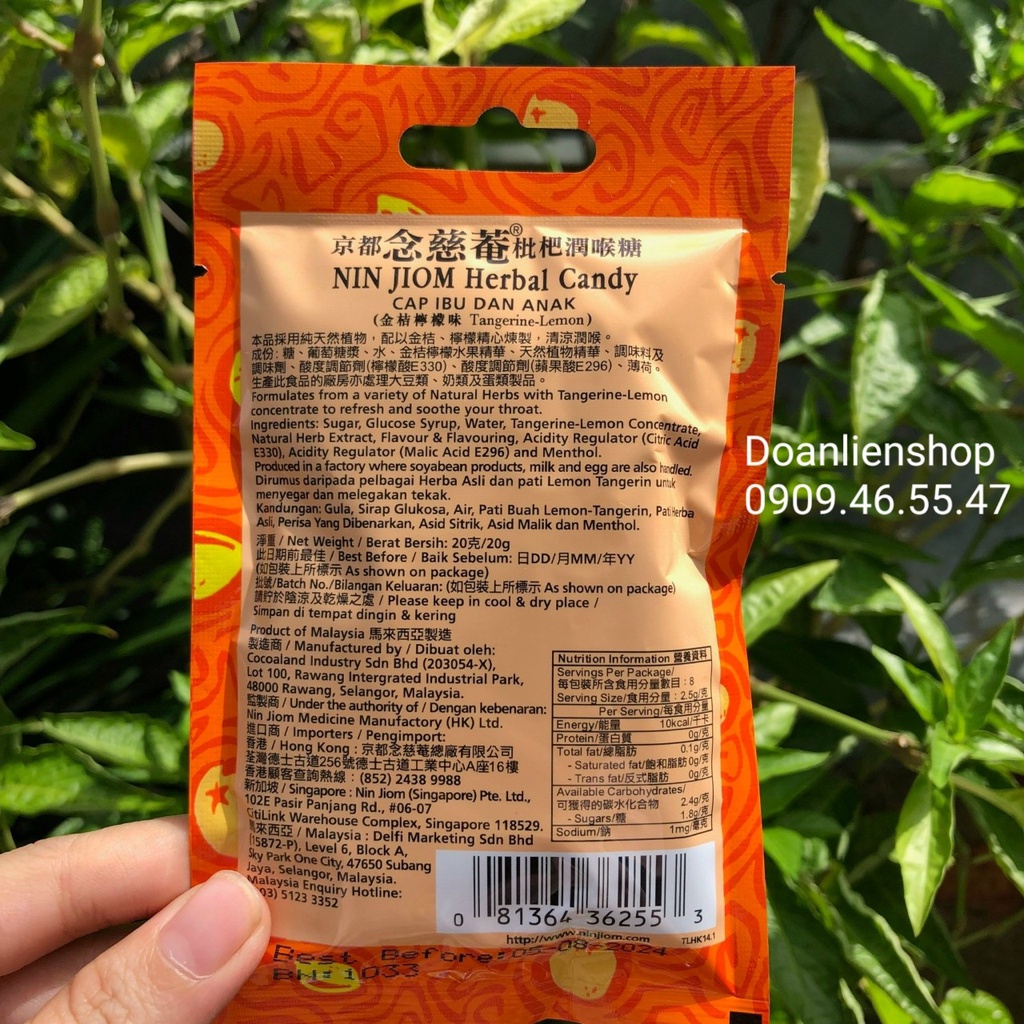 京都念慈菴®枇杷潤喉糖
NIN JIOM Herbal Candy
CAP IBU DAN ANAK
(金桔檸檬味 Tangerine-Lemon)
本品採用純天然植物，配以金桔、檸檬精心煉製，清涼潤喉。
成份: 糖、葡萄糖漿、水、金桔檸檬水果精華、天然植物精華、調味料及
調味劑、酸度調節劑(檸檬酸E330)、酸度調節劑(蘋果酸E296)、薄荷。
生產此食品的廠房亦處理大豆類、奶類及蛋類製品。
Formulates from a variety of Natural Herbs with Tangerine-Lemon
concentrate to refresh and soothe your throat.
Ingredients: Sugar, Glucose Syrup, Water, Tangerine-Lemon Concentrate,
Natural Herb Extract, Flavour & Flavouring, Acidity Regulator (Citric Acid
E330), Acidity Regulator (Malic Acid E296) and Menthol.
Produced in a factory where soyabean products, milk and egg are also handled.
Dirumus daripada pelbagai Herba Asli dan pati Lemon Tangerin untuk
menyegar dan melegakan tekak.
Kandungan: Gula, Sirap Glukosa, Air, Pati Buah Lemon-Tangerin, Pati Herba
Asli, Perisa Yang Dibenarkan, Asid Sitrik, Asid Malik dan Menthol.
淨重 / Net Weight / Berat Bersih: 20克/20g
此日期前最佳 / Best Before / Baik Sebelum: 日DD/月MM/年YY
(如包裝上所標示 As shown on package)
批號/Batch No./Bilangan Keluaran: (如包裝上所標示 As shown on package)
請貯於陰涼及乾燥之處 / Please keep in cool & dry place /
Simpan di tempat dingin & kering
Product of Malaysia 馬來西亞製造
製造商 / Manufactured by / Dibuat oleh:
Cocoaland Industry Sdn Bhd (203054-X),
Lot 100, Rawang Intergrated Industrial Park,
48000 Rawang, Selangor, Malaysia.
監製商 / Under the authority of / Dengan kebenaran:
Nin Jiom Medicine Manufactory (HK) Ltd.
進口商 / Importers / Pengimport:
香港 / Hong Kong : 京都念慈菴總廠有限公司
荃灣德士古道256號德士古道工業中心A座16樓
香港顧客查詢熱線 : (852) 2438 9988
新加坡 / Singapore : Nin Jiom (Singapore) Pte. Ltd.,
102E Pasir Panjang Rd., #06-07
CitiLink Warehouse Complex, Singapore 118529.
馬來西亞 / Malaysia : Delfi Marketing Sdn Bhd
(15872-P), Level 6, Block A,
Sky Park One City, 47650 Subang
Jaya, Selangor, Malaysia.
Malaysia Enquiry Hotline:
03) 5123 3352
Nutrition Information 營養資料
Servings Per Package/
每包裝所含食用分量數目 : 8
Serving Size/食用分量 : 2.5g/克
Per Serving/每食用分量
Energy/能量 10kcal/千卡
Protein/蛋白質 0g/克
Total fat/總脂肪 0.1g/克
- Saturated fat/飽和脂肪 0g/克
- Trans fat/反式脂肪 0g/克
Available Carbohydrates/
可獲得的碳水化合物 2.4g/克
- Sugars/糖 1.8g/克
Sodium/鈉 1mg/毫克
0 81364 36255 3
http://www.ninjiom.com TLHK14.1
Best Before:05-08-2024
BN:1033
Doanlienshop
0909.46.55.47